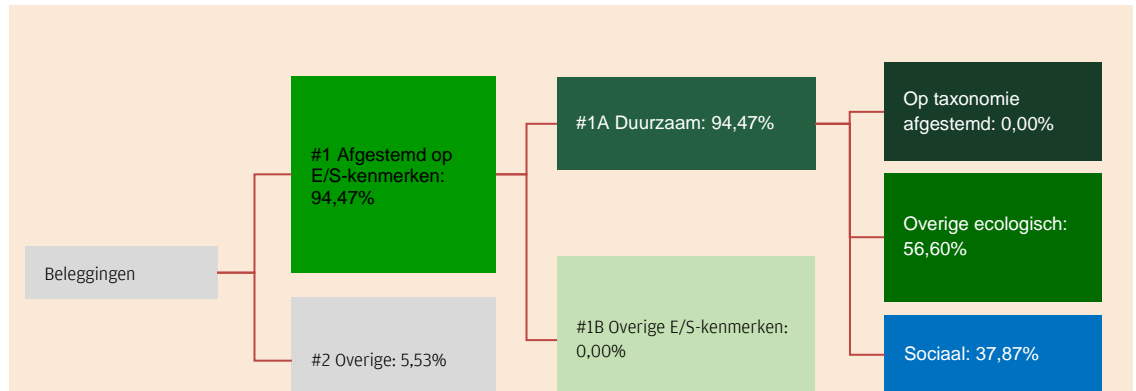 Beleggingen
#1 Afgestemd op
E/S-kenmerken:
94,47%
#2 Overige: 5,53%
#1A Duurzaam: 94,47%
#1B Overige E/S-kenmerken:
0,00%
Op taxonomie
afgestemd: 0,00%
Overige ecologisch:
56,60%
Sociaal: 37,87%